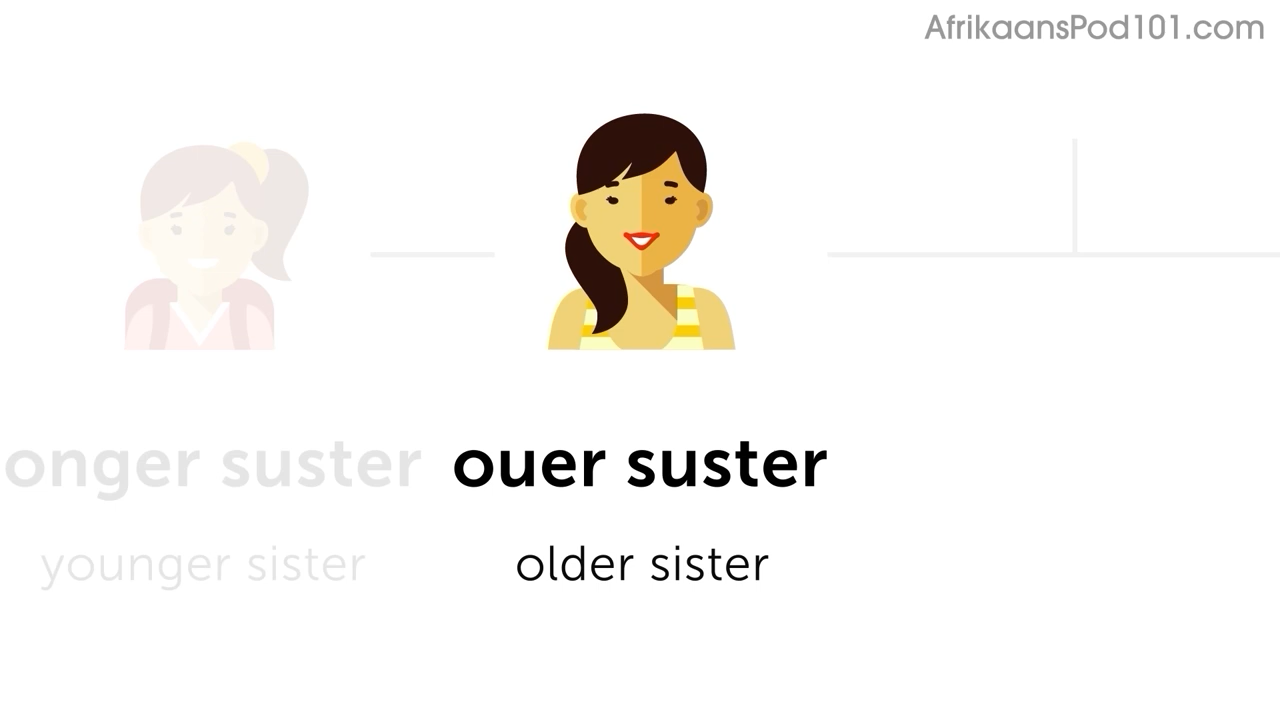 AfrikaansPod101.com
onger suster
ouer suster
younger sister
older sister